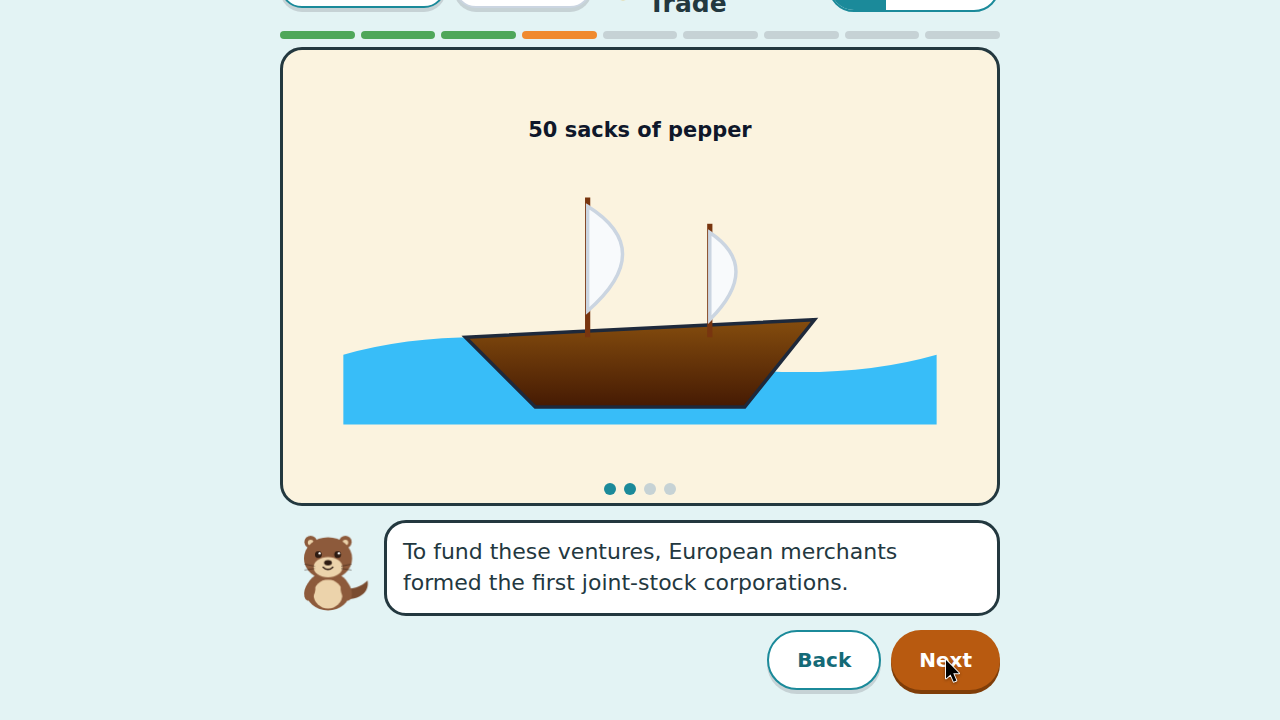 Trade
50 sacks of pepper
To fund these ventures, European merchants
formed the first joint-stock corporations.
Back
Next